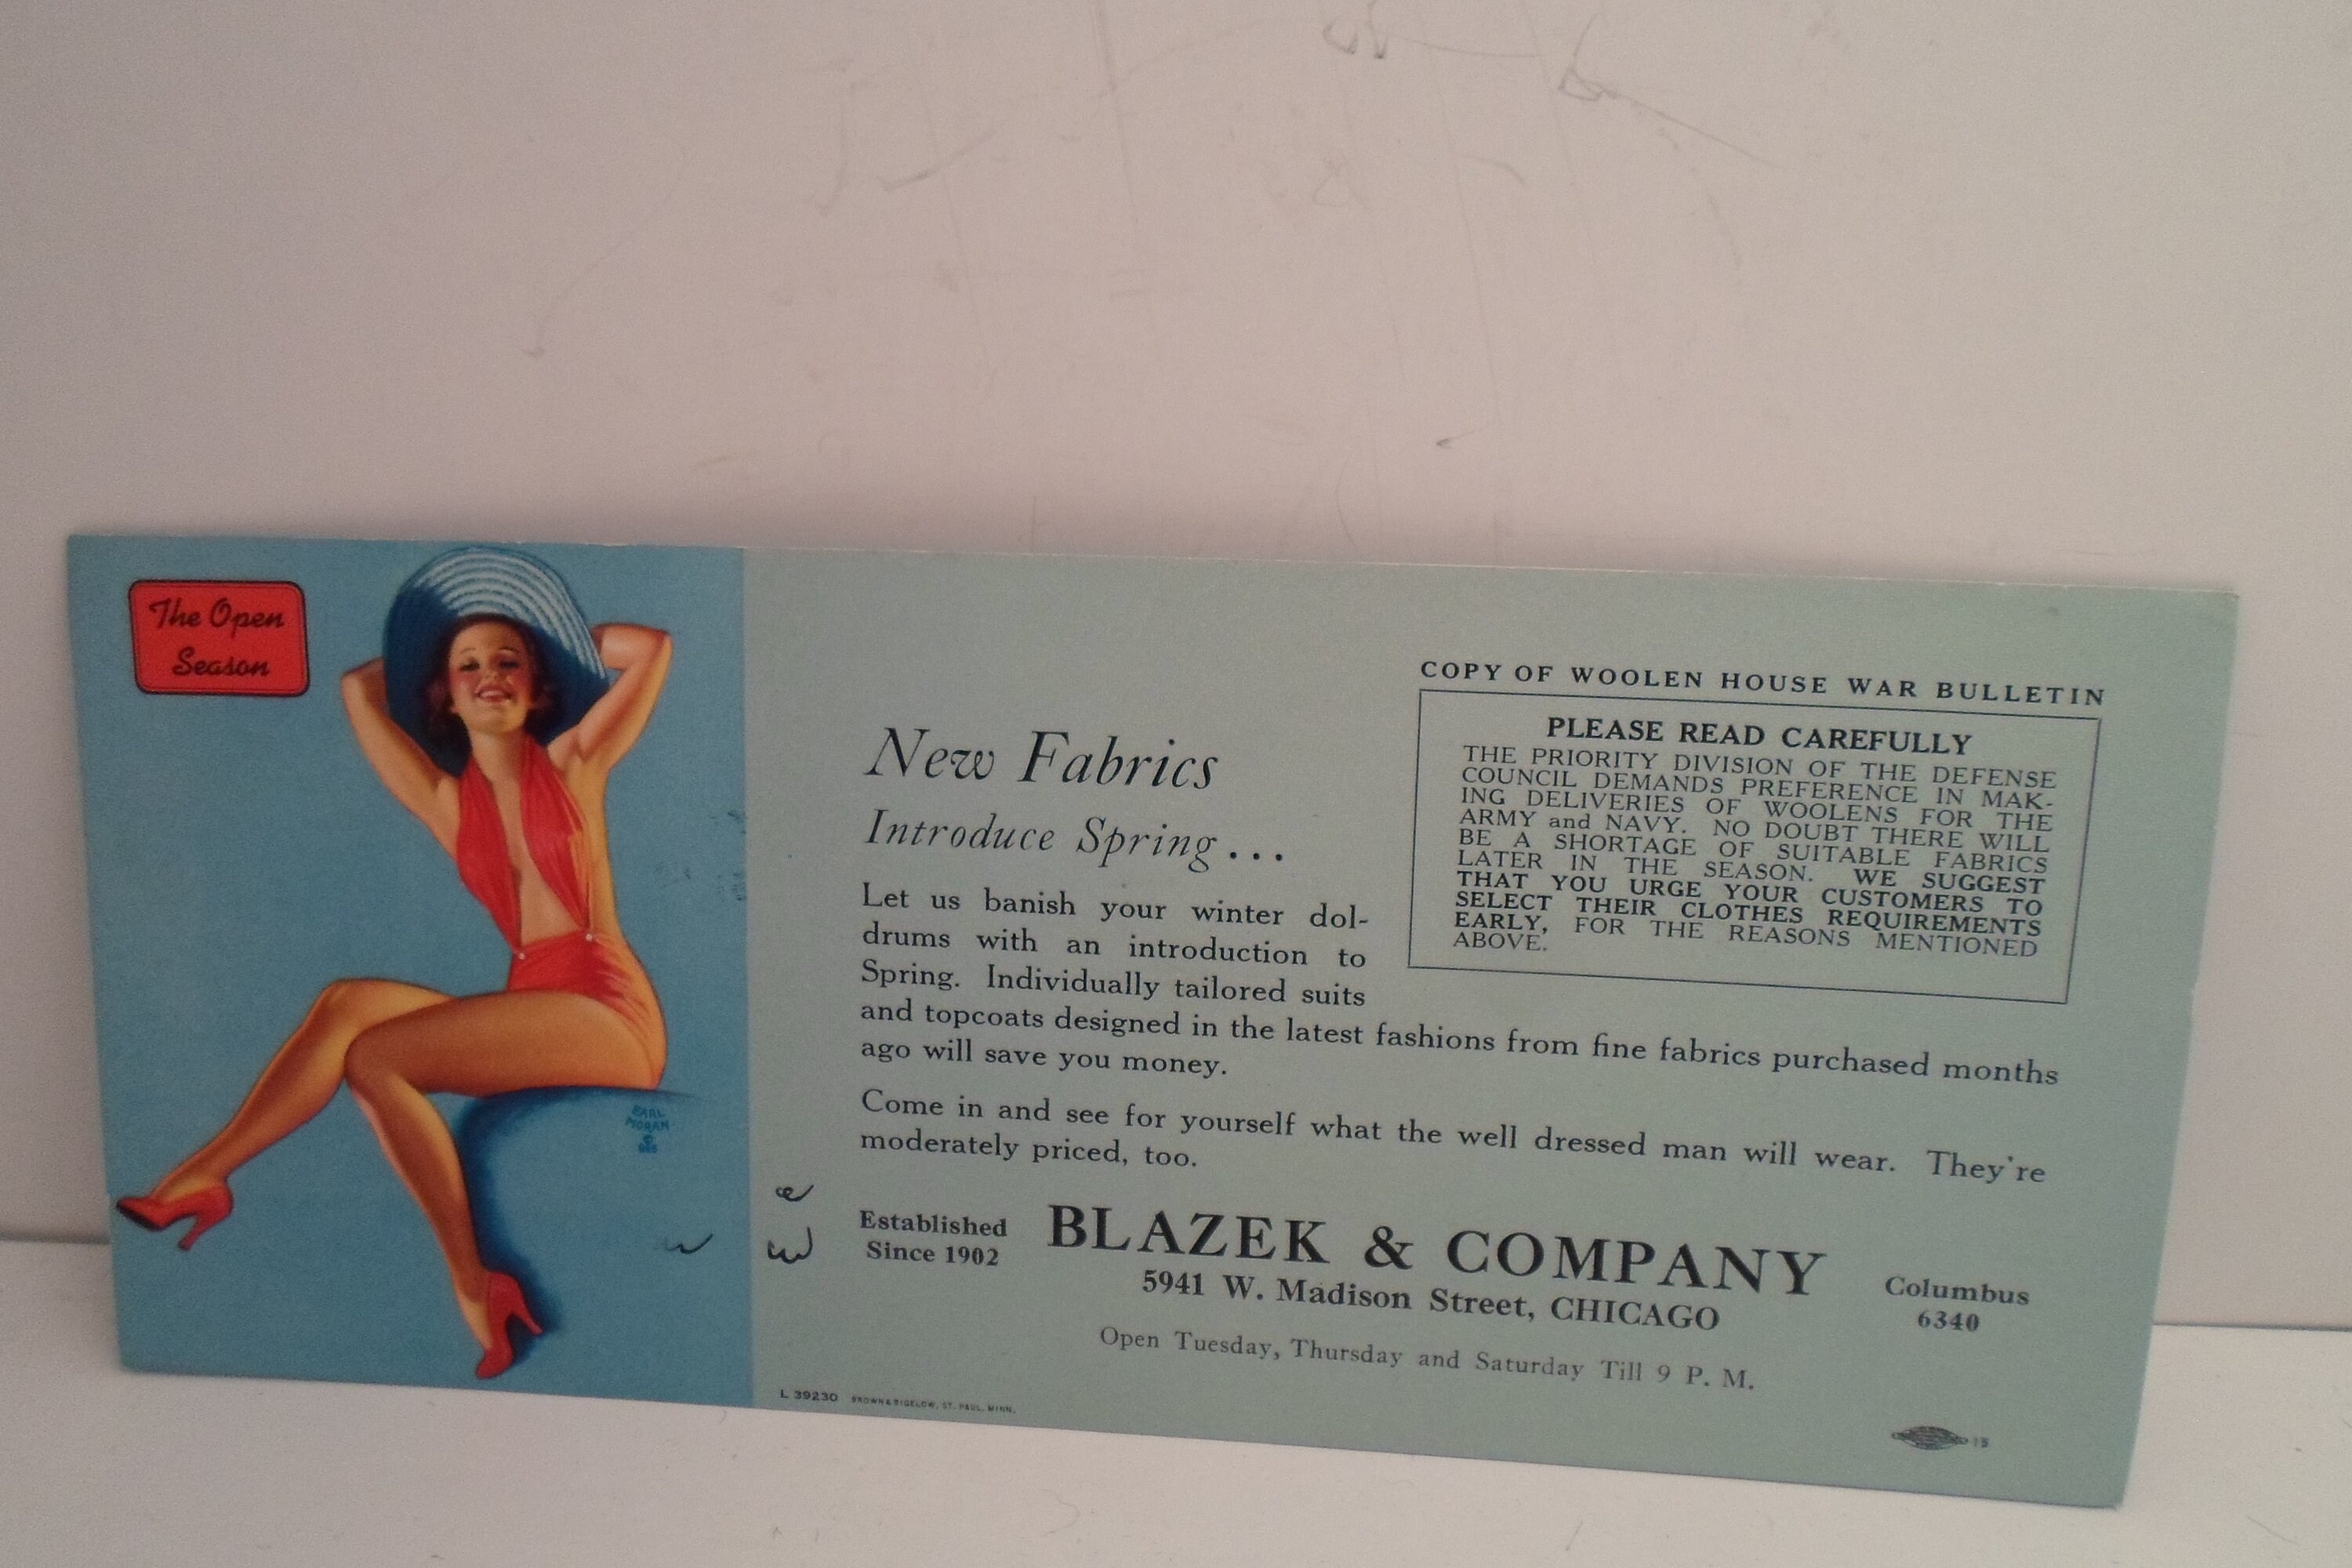 The Open
Season
EARL
MORAN
New Fabrics
Introduce Spring...
Let us banish your winter dol-
drums with an introduction to
Spring. Individually tailored suits
and topcoats designed in the latest fashions from fine fabrics purchased months
ago will save you money.
Come in and see for yourself what the well dressed man will wear. They're
moderately priced, too.
COPY OF WOOLEN HOUSE WAR BULLETIN
PLEASE READ CAREFULLY
THE PRIORITY DIVISION OF THE DEFENSE
COUNCIL DEMANDS PREFERENCE IN MAK-
ING DELIVERIES OF WOOLENS FOR THE
ARMY and NAVY. NO DOUBT THERE WILL
BE A SHORTAGE OF SUITABLE FABRICS
LATER IN THE SEASON. WE SUGGEST
THAT YOU URGE YOUR CUSTOMERS TO
SELECT THEIR CLOTHES REQUIREMENTS
EARLY, FOR THE REASONS MENTIONED
ABOVE.
Established
Since 1902
BLAZEK & COMPANY
5941 W. Madison Street, CHICAGO
Columbus
6340
Open Tuesday, Thursday and Saturday Till 9 P. M.
L 39230 BROWN & BIGELOW, ST. PAUL, MINN.
15